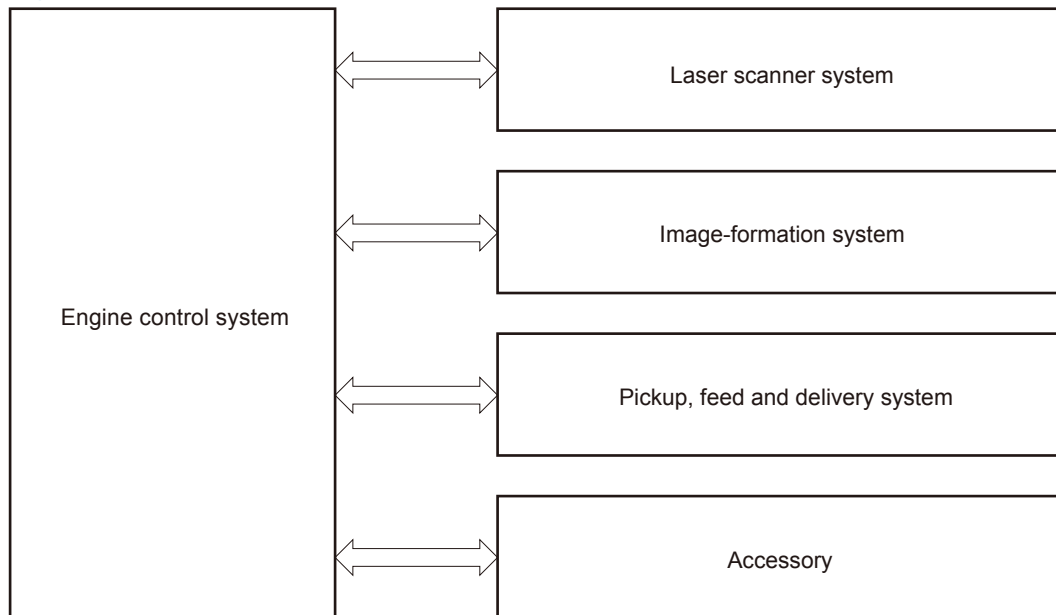 Laser scanner system
Image-formation system
Engine control system
Pickup, feed and delivery system
Accessory